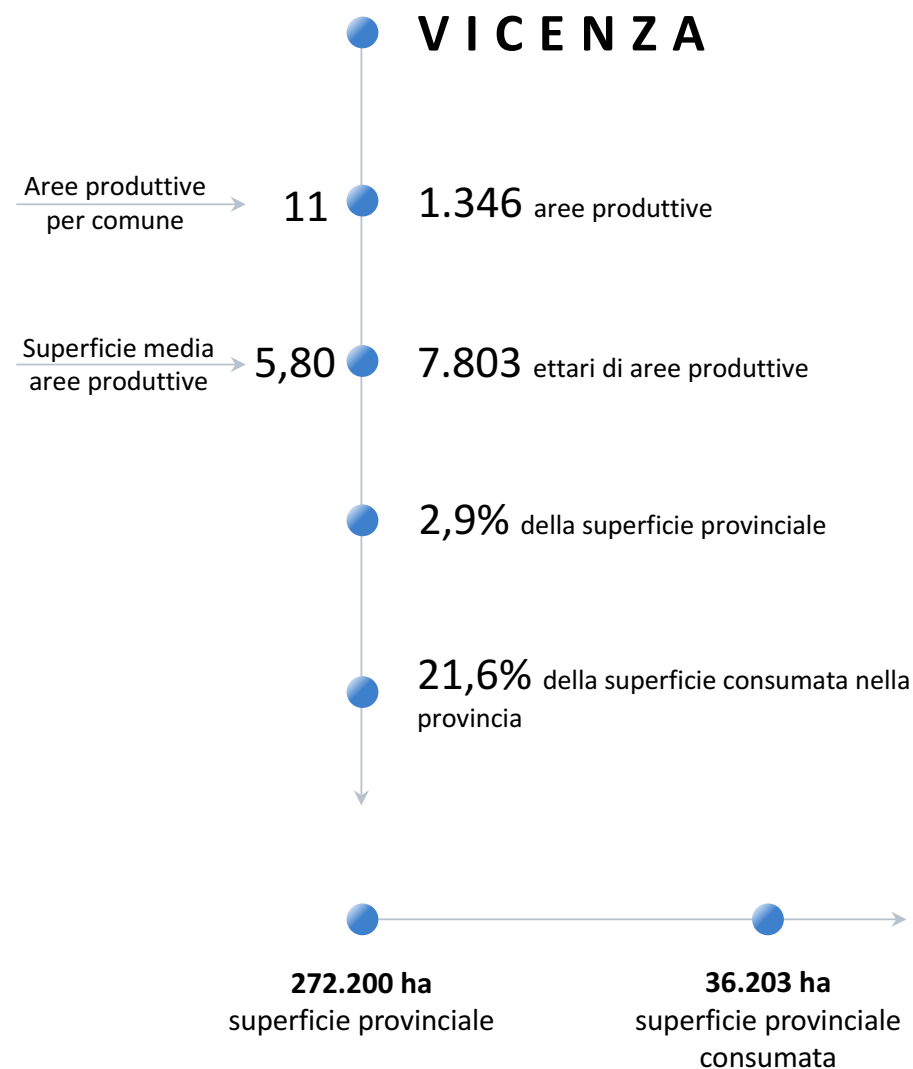 VICENZA
Aree produttive
per comune
11
1.346 aree produttive
Superficie media
aree produttive
5,80
7.803 ettari di aree produttive
2,9% della superficie provinciale
21,6% della superficie consumata nella
provincia
272.200 ha
superficie provinciale
36.203 ha
superficie provinciale
consumata